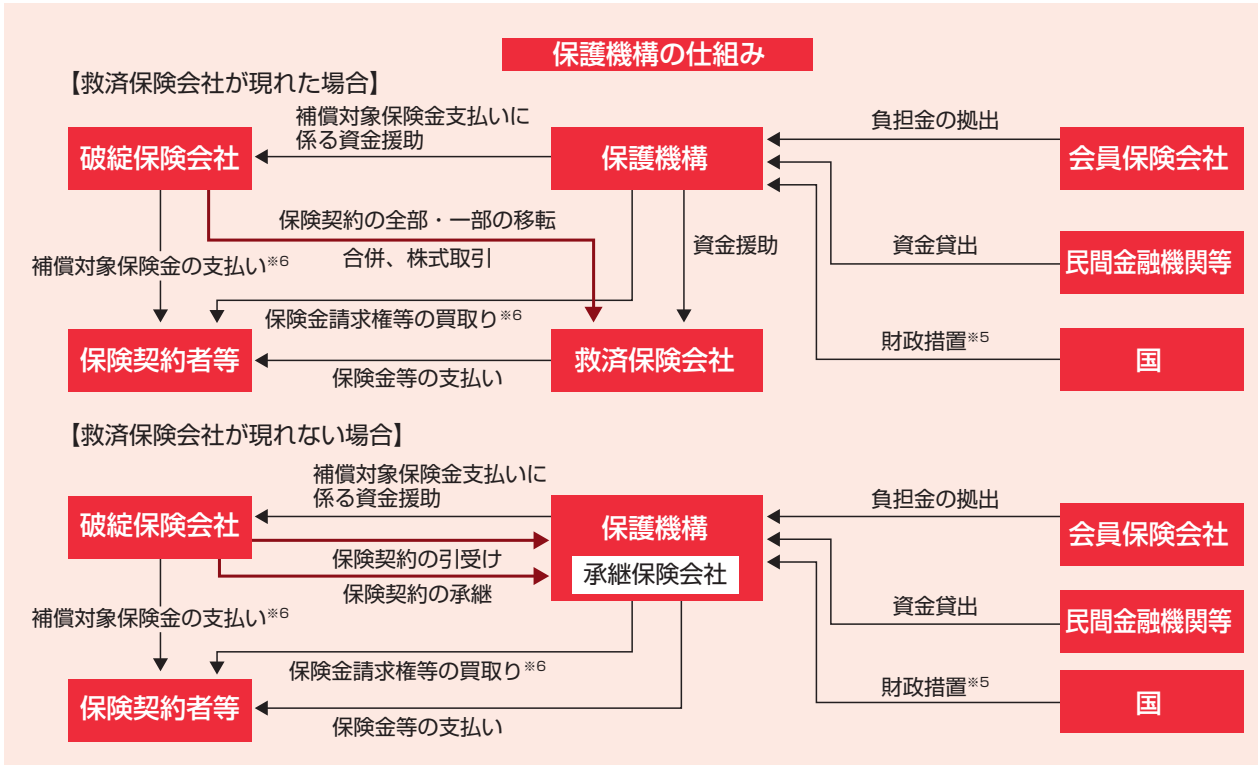 保護機構の仕組み
【救済保険会社が現れた場合】
補償対象保険金支払いに
係る資金援助
負担金の拠出
破綻保険会社
保護機構
会員保険会社
保険契約の全部・一部の移転
合併、株式取引
資金援助
資金貸出
民間金融機関等
補償対象保険金の支払い※6
保険金請求権等の買取り※6
財政措置※5
保険契約者等
救済保険会社
国
保険金等の支払い
【救済保険会社が現れない場合】
補償対象保険金支払いに
係る資金援助
負担金の拠出
破綻保険会社
保護機構
会員保険会社
保険契約の引受け
承継保険会社
保険契約の承継
資金貸出
民間金融機関等
補償対象保険金の支払い※6
保険金請求権等の買取り※6
財政措置※5
保険契約者等
国
保険金等の支払い